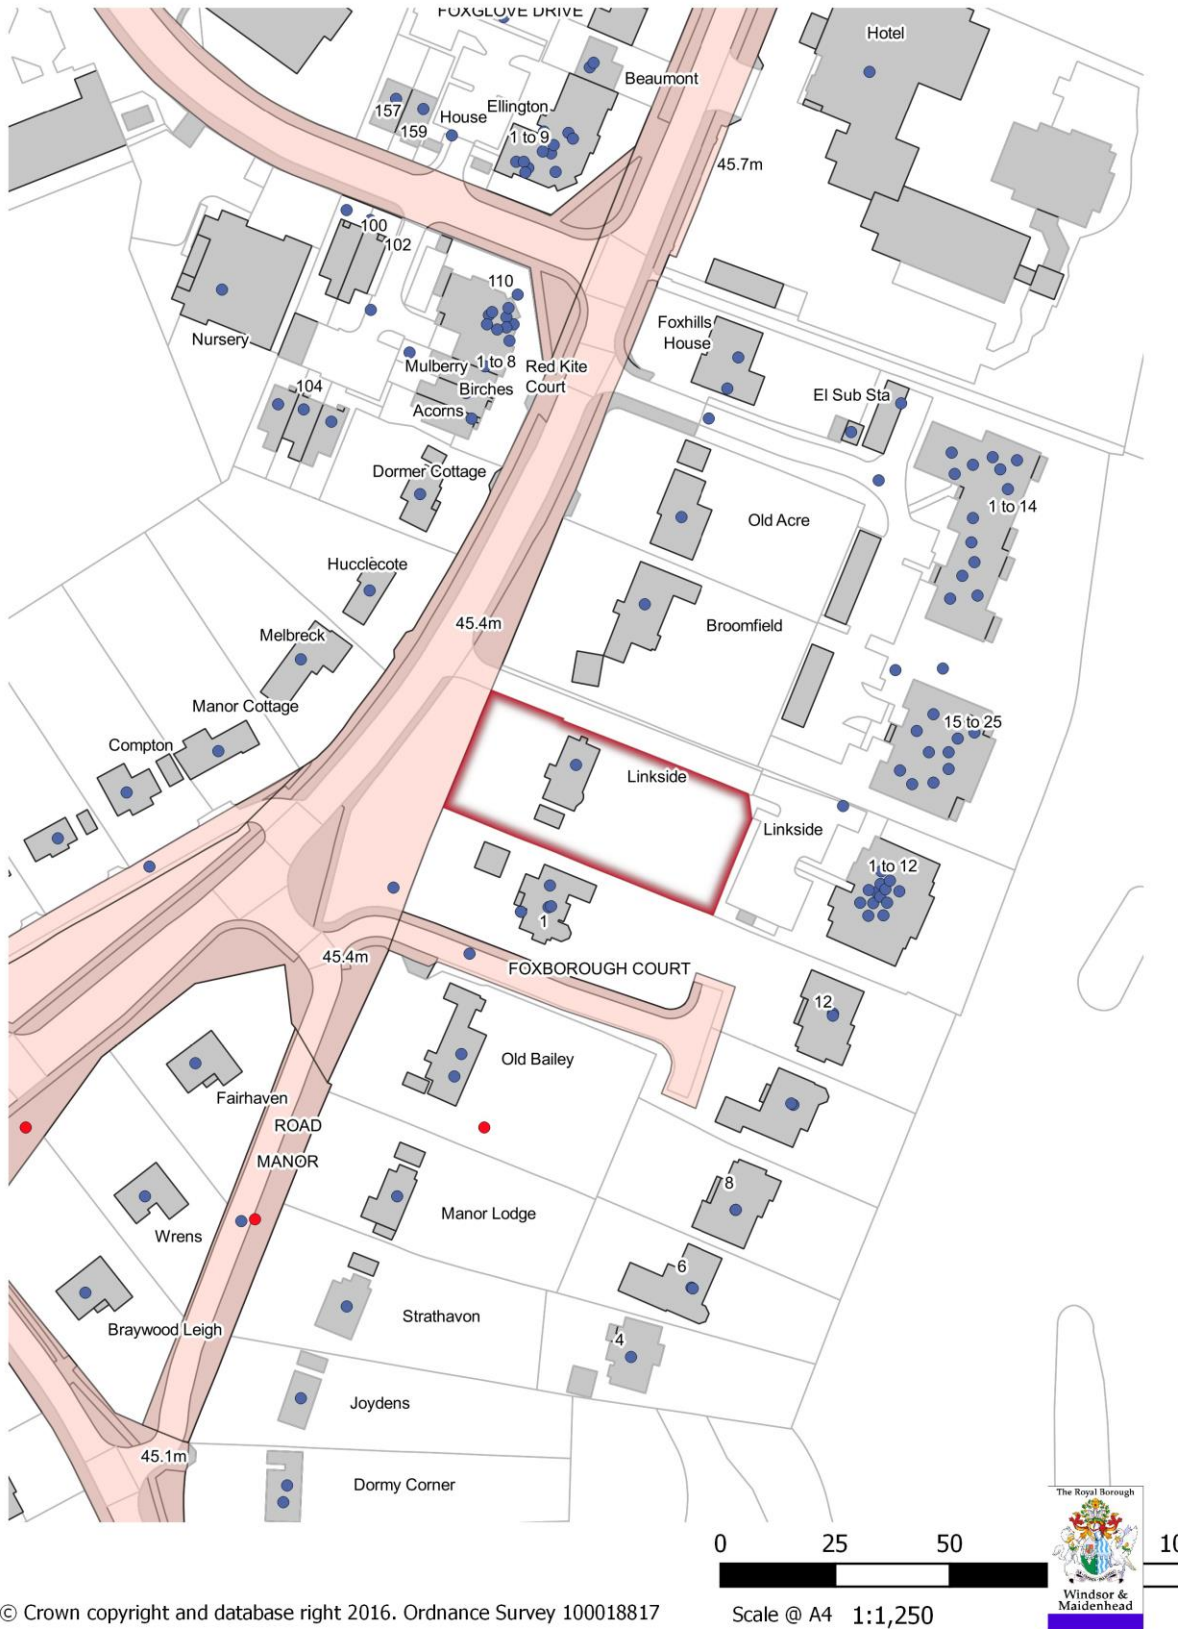 FOXGLOVE DRIVE
Hotel
Beaumont
157
159
House
Ellington
1 to 9
45.7m
100
102
110
Nursery
Foxhills
House
Mulberry
1 to 8
Birches
Red Kite
Court
104
Acorns
El Sub Sta
Dormer Cottage
1 to 14
Old Acre
Hucclecote
45.4m
Broomfield
Melbreck
Manor Cottage
15 to 25
Compton
Linkside
Linkside
1 to 12
1
45.4m
FOXBOROUGH COURT
12
Old Bailey
Fairhaven
ROAD
MANOR
8
Manor Lodge
Wrens
6
Strathavon
Braywood Leigh
4
Joydens
45.1m
Dormy Corner
The Royal Borough
0 25 50 10
Windsor &
Maidenhead
© Crown copyright and database right 2016. Ordnance Survey 100018817
Scale @ A4 1:1,250